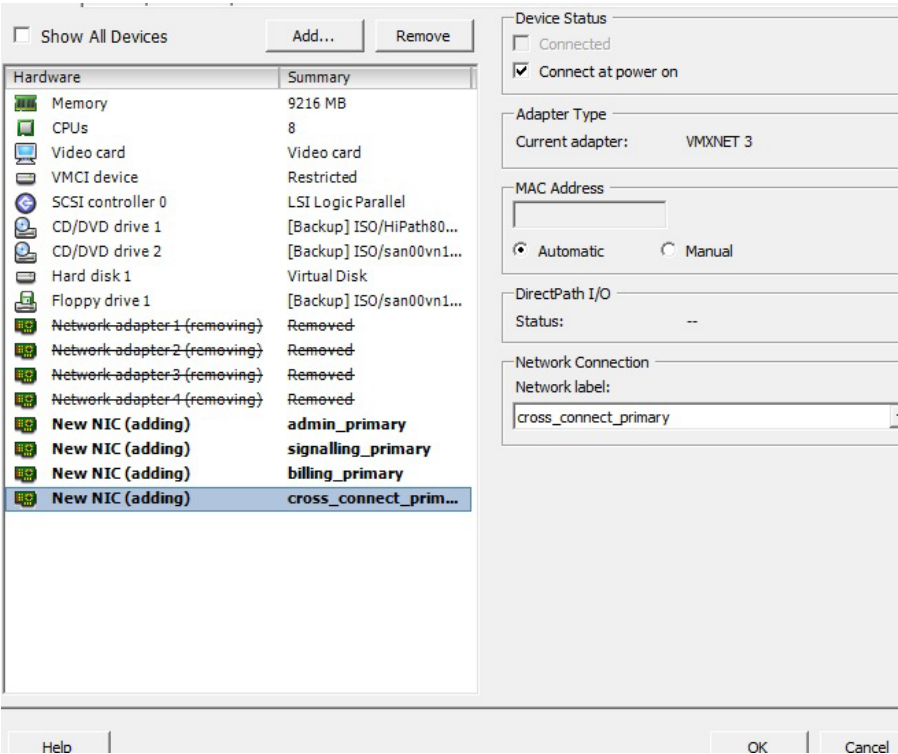 Show All Devices
Add...
Remove
Hardware Summary
Memory 9216 MB
CPUs 8
Video card Video card
VMCI device Restricted
SCSI controller 0 LSI Logic Parallel
CD/DVD drive 1 [Backup] ISO/HiPath80...
CD/DVD drive 2 [Backup] ISO/san00vn1...
Hard disk 1 Virtual Disk
Floppy drive 1 [Backup] ISO/san00vn1...
Network adapter 1 (removing) Removed
Network adapter 2 (removing) Removed
Network adapter 3 (removing) Removed
Network adapter 4 (removing) Removed
New NIC (adding) admin_primary
New NIC (adding) signalling_primary
New NIC (adding) billing_primary
New NIC (adding) cross_connect_prim...
Device Status
Connected
Connect at power on
Adapter Type
Current adapter: VMXNET 3
MAC Address
Automatic Manual
DirectPath I/O
Status: --
Network Connection
Network label:
cross_connect_primary
Help
OK
Cancel